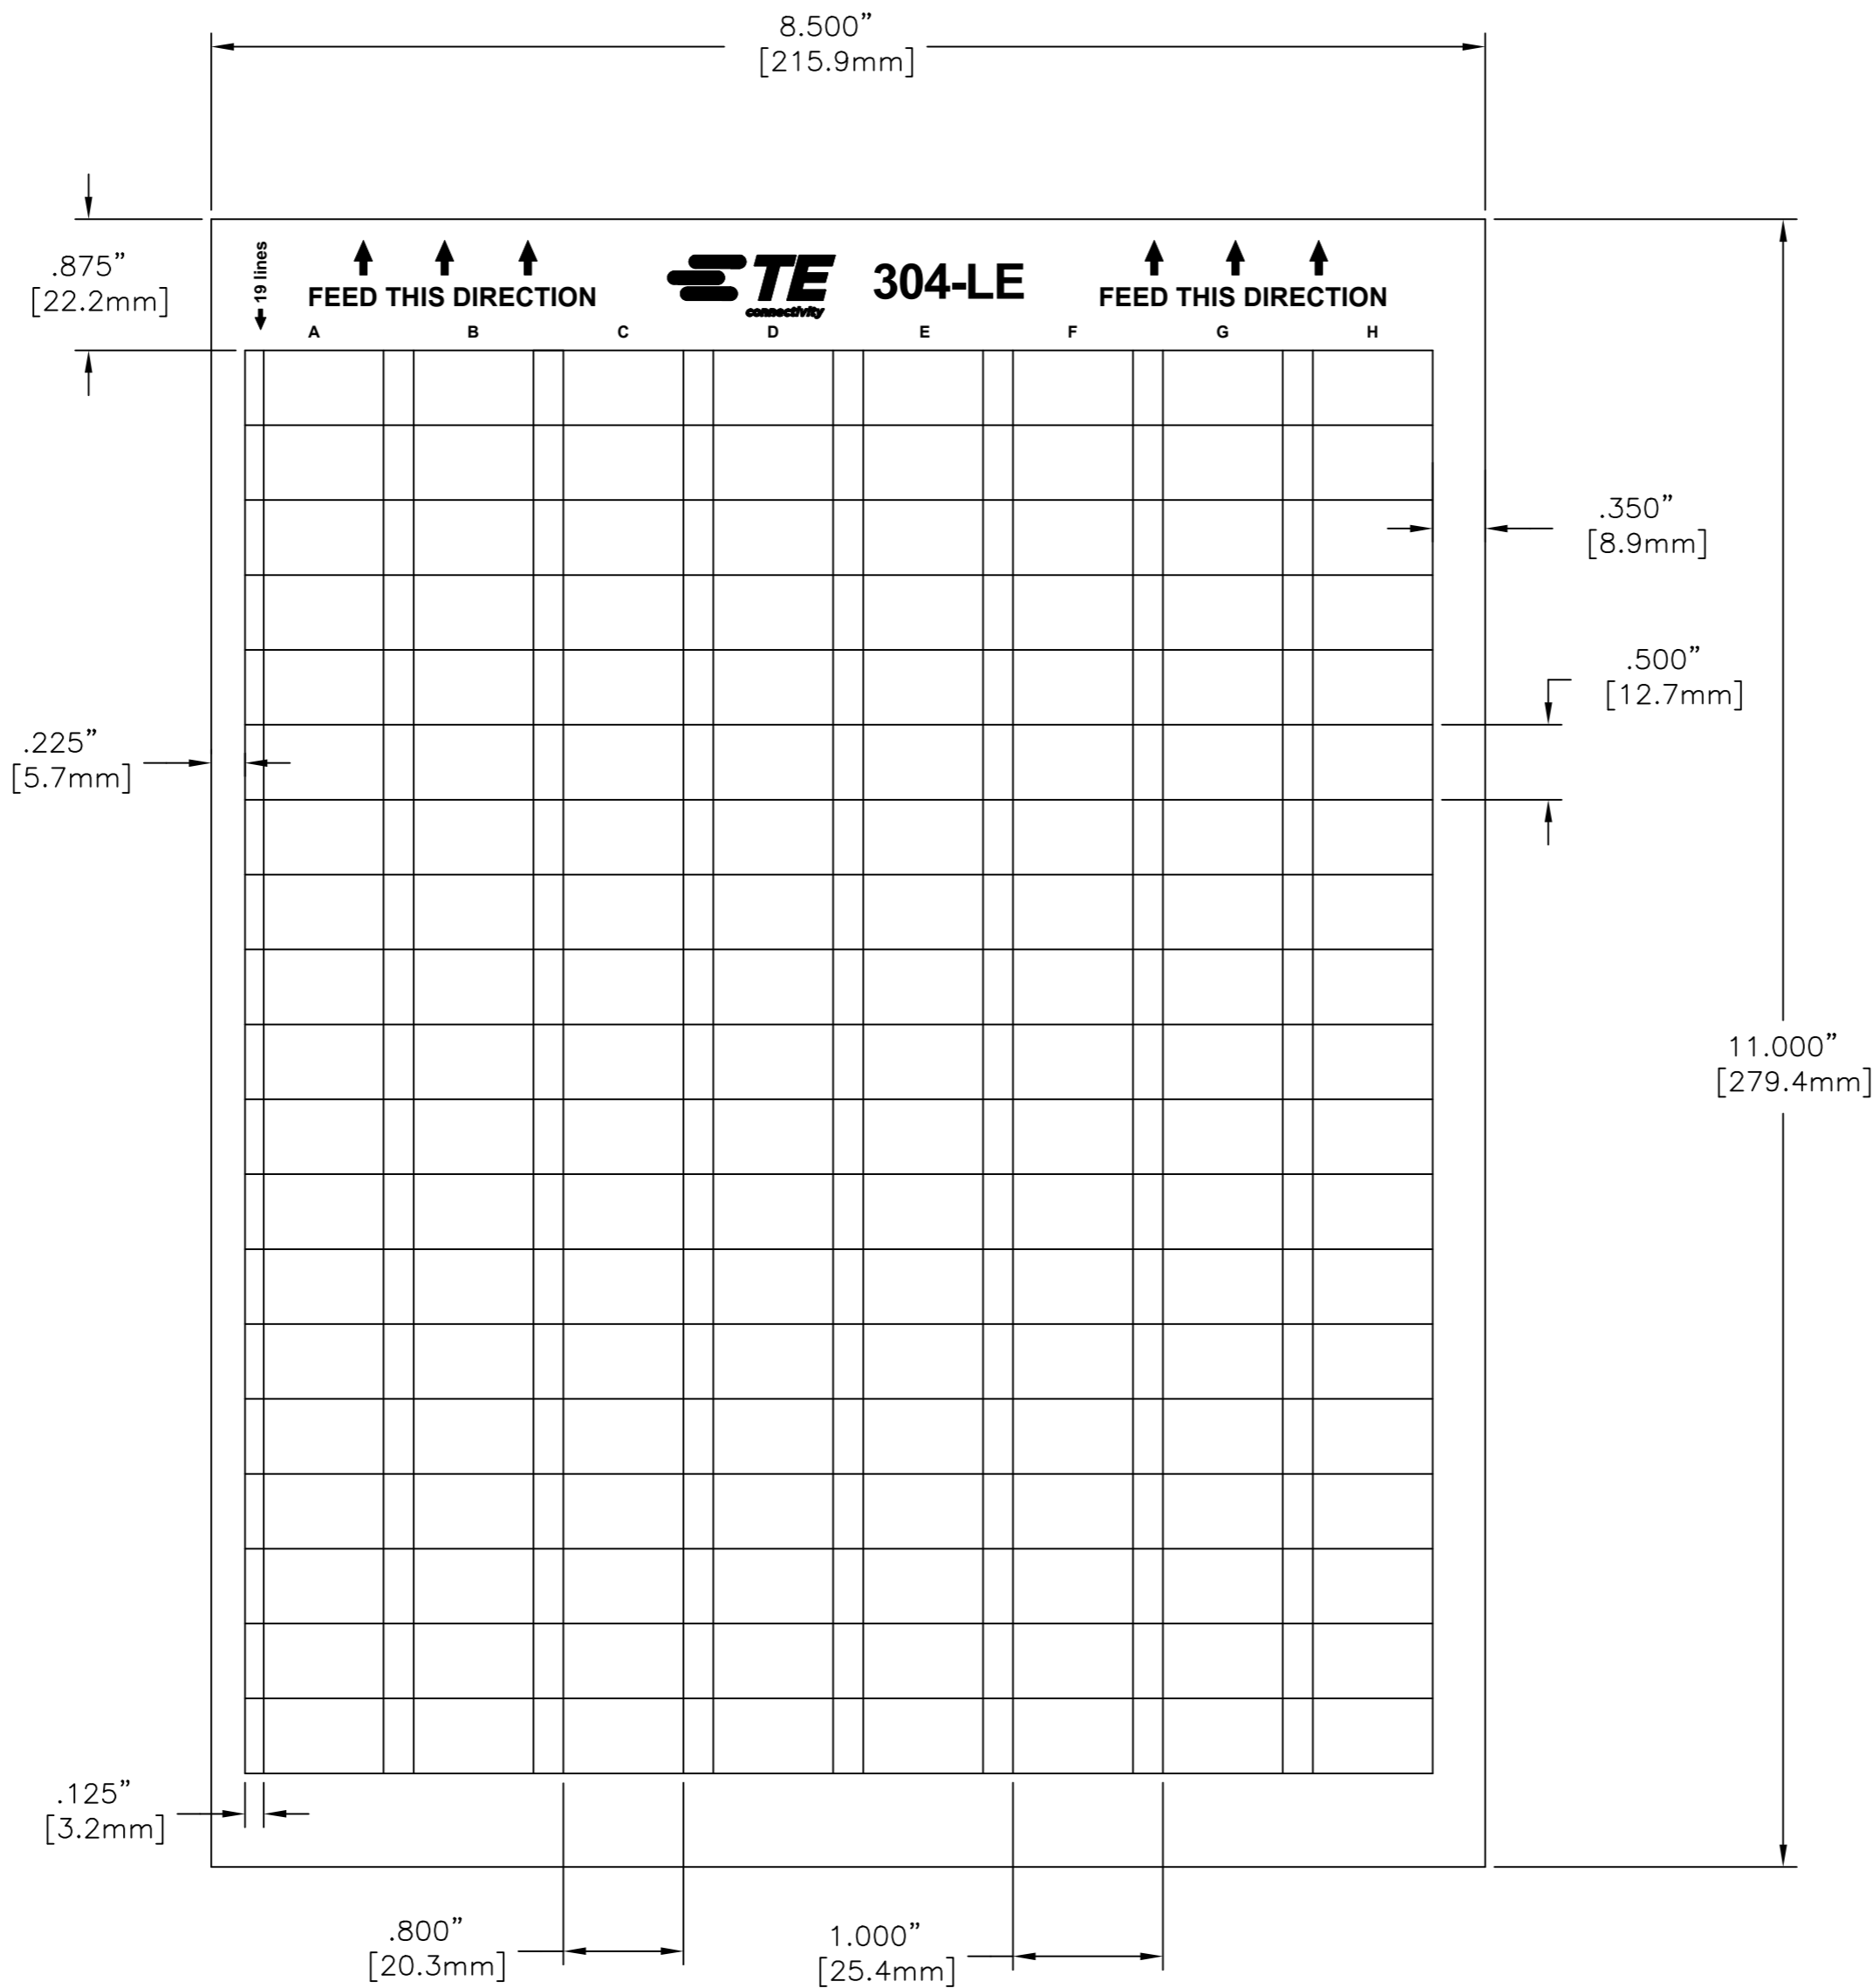 8.500”
[215.9mm]
.875”
[22.2mm]
19 lines
FEED THIS DIRECTION
TE
connectivity
304-LE
FEED THIS DIRECTION
A B C D E F G H
.350”
[8.9mm]
.500”
[12.7mm]
.225”
[5.7mm]
11.000”
[279.4mm]
.125”
[3.2mm]
.800”
[20.3mm]
1.000”
[25.4mm]